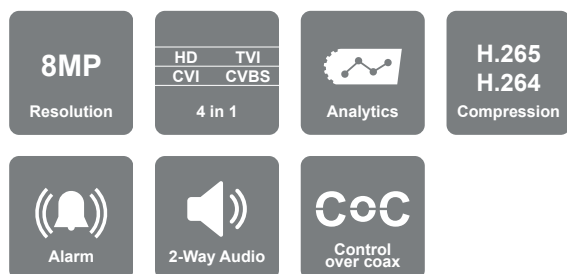 8MP
Resolution
HD TVI
CVI CVBS
4 in 1
Analytics
H.265
H.264
Compression
Alarm
2-Way Audio
CoC
Control
over coax